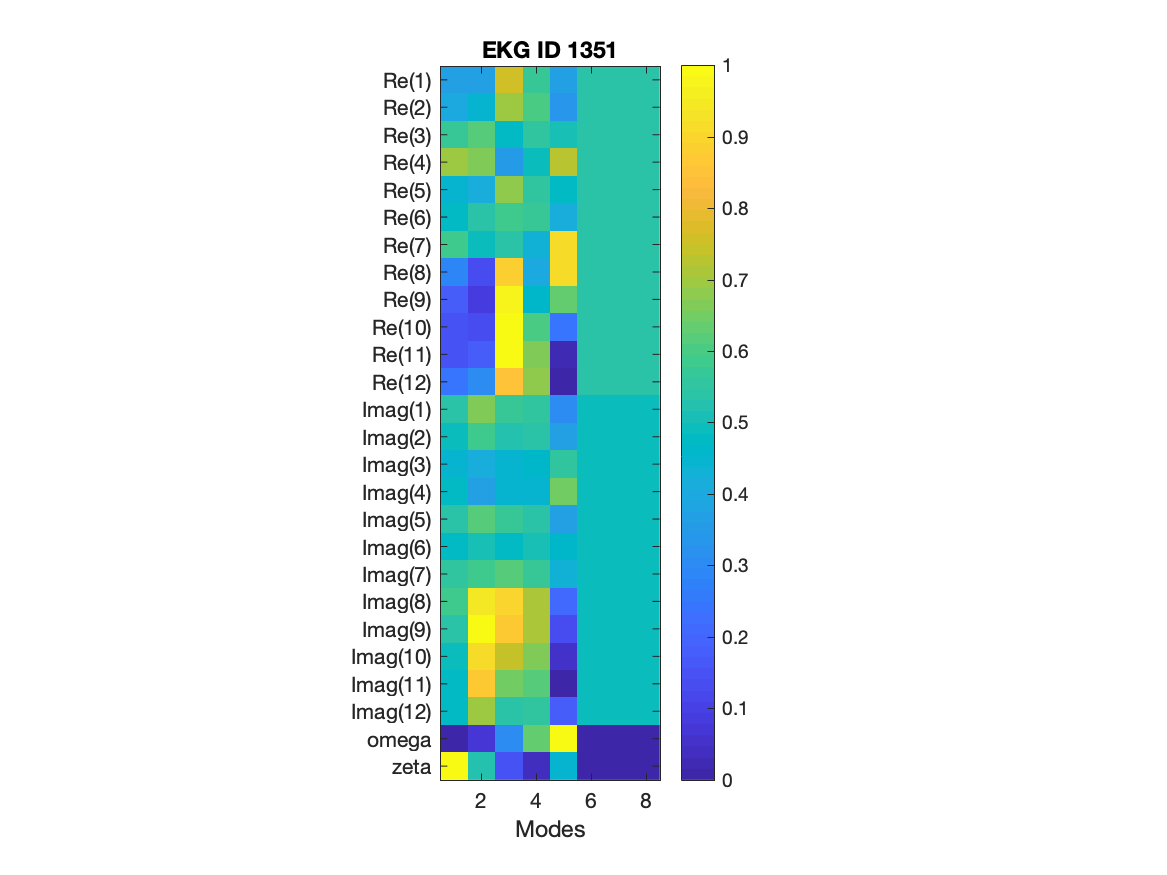 EKG ID 1351
Re(1)
Re(2)
Re(3)
Re(4)
Re(5)
Re(6)
Re(7)
Re(8)
Re(9)
Re(10)
Re(11)
Re(12)
Imag(1)
Imag(2)
Imag(3)
Imag(4)
Imag(5)
Imag(6)
Imag(7)
Imag(8)
Imag(9)
Imag(10)
Imag(11)
Imag(12)
omega
zeta
2 4 6 8
Modes
1
0.9
0.8
0.7
0.6
0.5
0.4
0.3
0.2
0.1
0